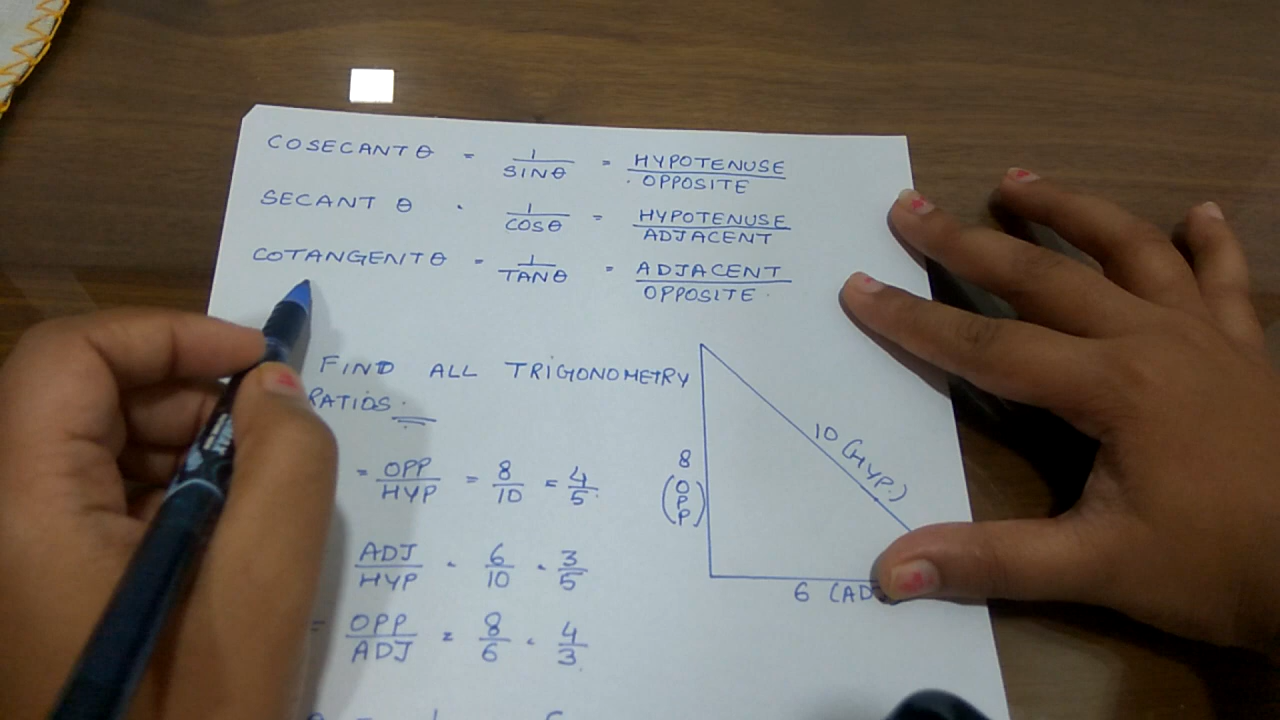 COSECANT θ = 1/SINθ = HYPOTENUSE/OPPOSITE
SECANT θ = 1/COSθ = HYPOTENUSE/ADJACENT
COTANGENT θ = 1/TANθ = ADJACENT/OPPOSITE
FIND ALL TRIGONOMETRY
RATIOS.
= OPP/HYP = 8/10 = 4/5
ADJ/HYP = 6/10 = 3/5
= OPP/ADJ = 8/6 = 4/3
10 (HYP.)
8
(OPP)
6 (AD